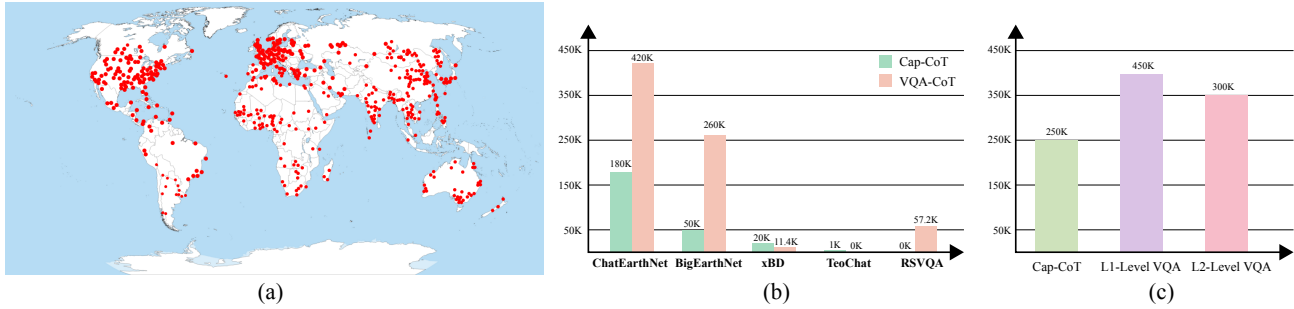 450K
350K
250K
150K
50K
Cap-CoT
VQA-CoT
180K
420K
50K
260K
20K
11.4K
1K
0K
0K
57.2K
ChatEarthNet
BigEarthNet
xBD
TeoChat
RSVQA
450K
350K
250K
150K
50K
250K
450K
300K
Cap-CoT
L1-Level VQA
L2-Level VQA
(a)
(b)
(c)